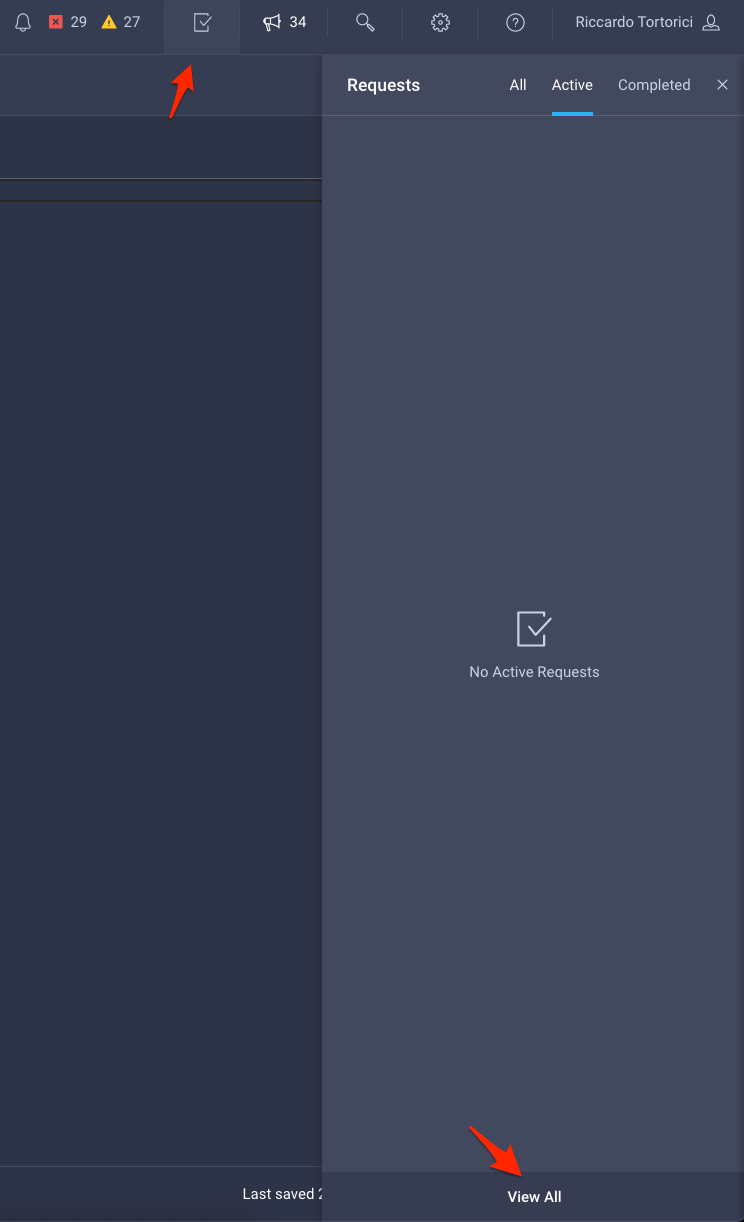 29 27 34 Riccardo Tortorici
Requests All Active Completed
No Active Requests
Last saved
View All